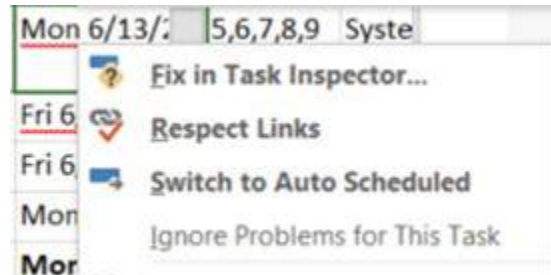 Mon 6/13/2 5,6,7,8,9 Syste
Fix in Task Inspector...
Fri 6
Respect Links
Fri 6
Switch to Auto Scheduled
Mon
Ignore Problems for This Task
Mor